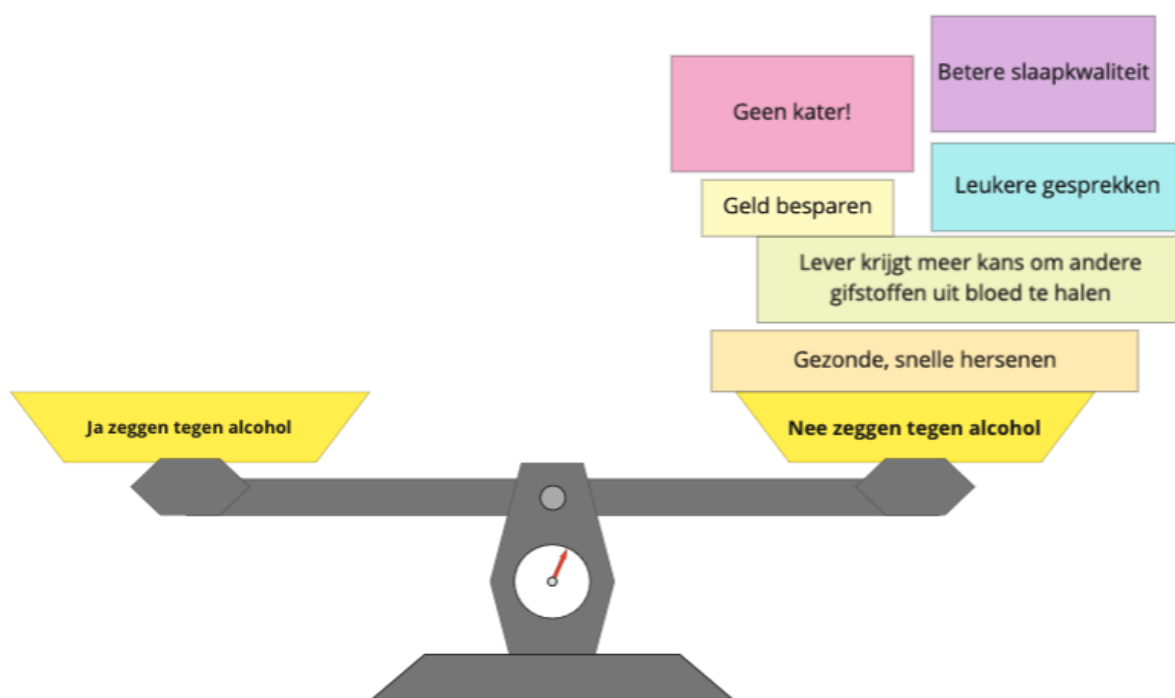 Betere slaapkwaliteit
Geen kater!
Leukere gesprekken
Geld besparen
Lever krijgt meer kans om andere
gifstoffen uit bloed te halen
Gezonde, snelle hersenen
Ja zeggen tegen alcohol
Nee zeggen tegen alcohol